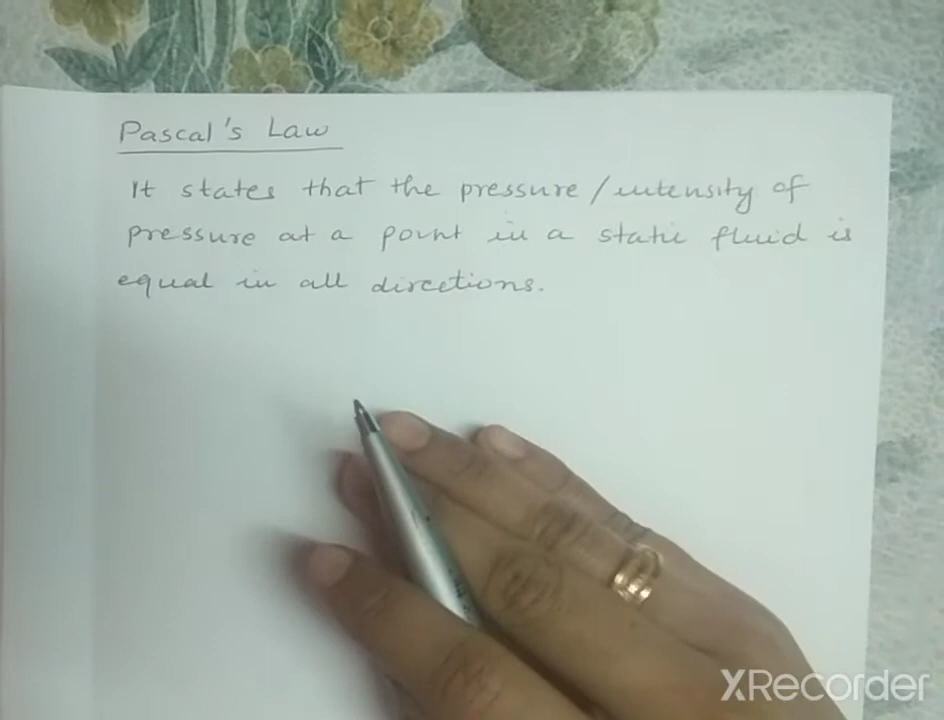 Pascal's Law
It states that the pressure/intensity of
pressure at a point in a static fluid is
equal in all directions.
XRecorder